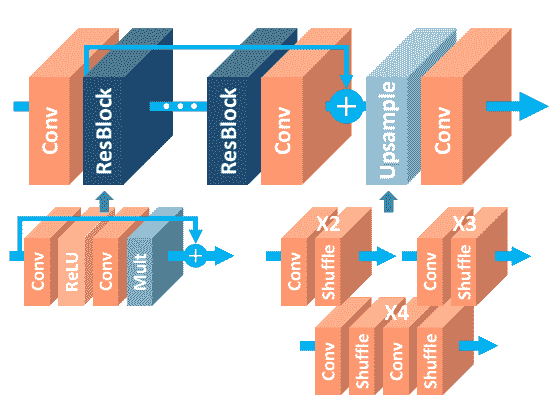 Conv
ResBlock
ResBlock
Conv
+
Upsample
Conv
Conv
ReLU
Conv
Mult
+
X2
Conv
Shuffle
X3
Conv
Shuffle
X4
Conv
Shuffle
Conv
Shuffle